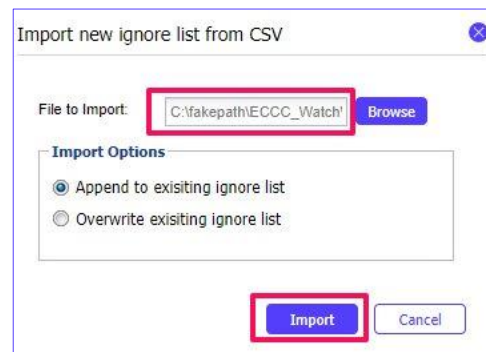 Import new ignore list from CSV
File to Import: C:\fakepath\ECCC_Watch Browse
Import Options
Append to exisiting ignore list
Overwrite exisiting ignore list
Import Cancel